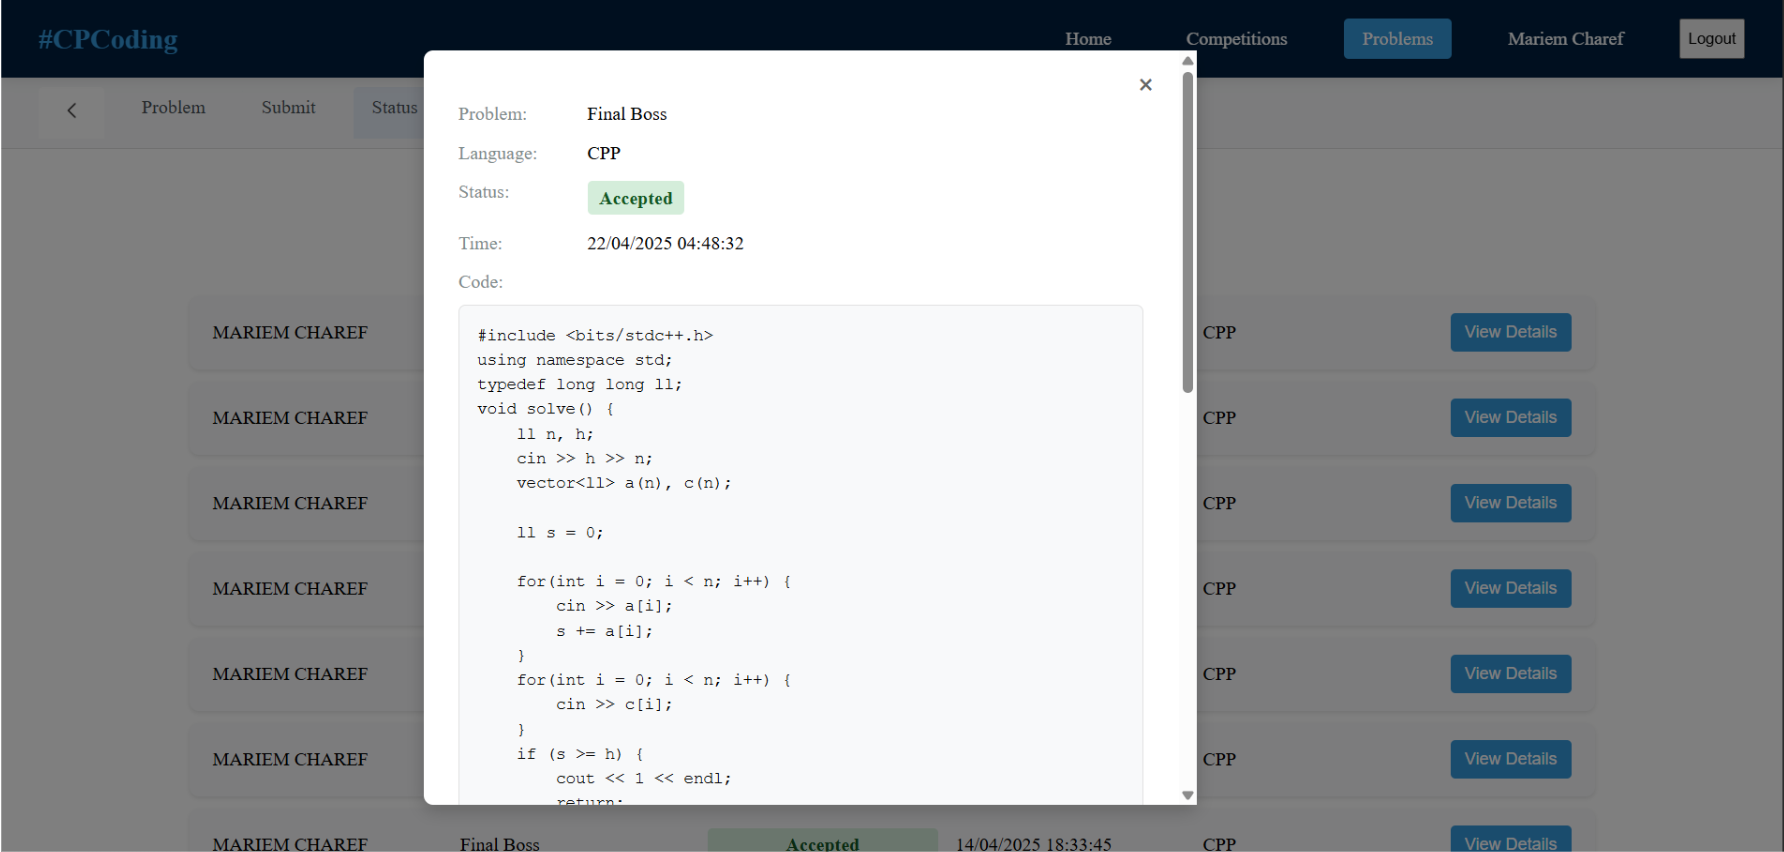 #CPCoding
Home
Competitions
Problems
Mariem Charef
Logout
Problem
Submit
Status
×
Problem: Final Boss
Language: CPP
Status: Accepted
Time: 22/04/2025 04:48:32
Code:
#include <bits/stdc++.h>
using namespace std;
typedef long long ll;
void solve() {
    ll n, h;
    cin >> h >> n;
    vector<ll> a(n), c(n);
    ll s = 0;
    for(int i = 0; i < n; i++) {
        cin >> a[i];
        s += a[i];
    }
    for(int i = 0; i < n; i++) {
        cin >> c[i];
    }
    if (s >= h) {
        cout << 1 << endl;
        return;
MARIEM CHAREF CPP View Details
MARIEM CHAREF CPP View Details
MARIEM CHAREF CPP View Details
MARIEM CHAREF CPP View Details
MARIEM CHAREF CPP View Details
MARIEM CHAREF CPP View Details
MARIEM CHAREF Final Boss Accepted 14/04/2025 18:33:45 CPP View Details